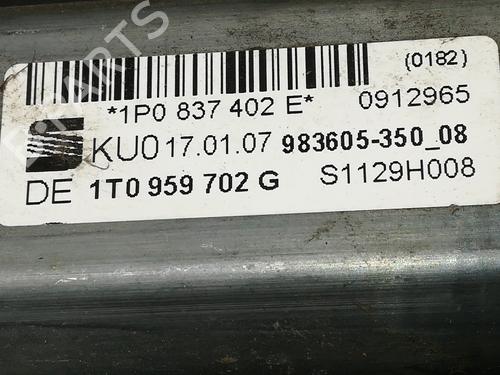 (0182)
*1P0 837 402 E* 0912965
KU0 17.01.07 983605-350_08
DE 1T0 959 702 G S1129H008